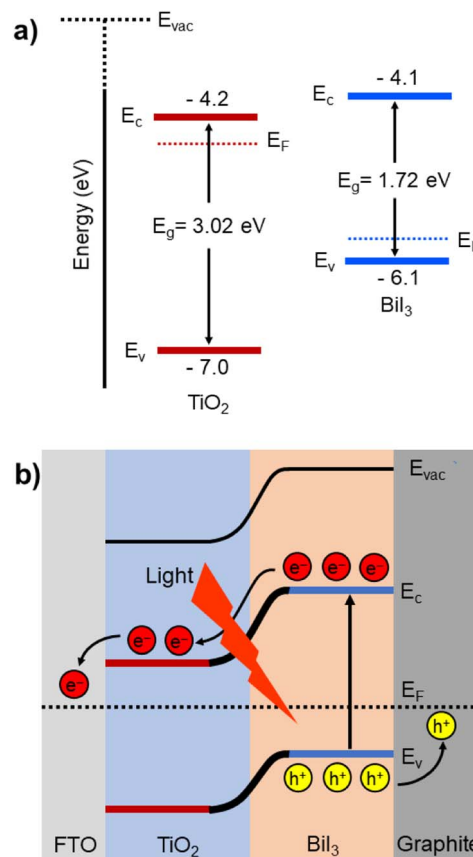 a)
E_vac
Energy (eV)
- 4.2
E_c
E_F
E_g= 3.02 eV
E_v
- 7.0
TiO₂
- 4.1
E_c
E_g= 1.72 eV
E_v
- 6.1
BiI₃
b)
E_vac
Light
e⁻ e⁻ e⁻
E_c
e⁻ e⁻
e⁻
E_F
h⁺
E_v
h⁺ h⁺ h⁺
FTO TiO₂ BiI₃ Graphite